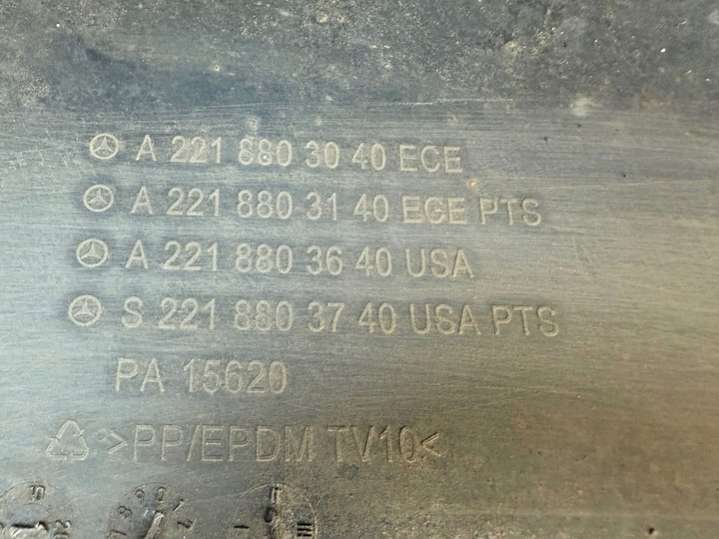 A 221 880 30 40 ECE
A 221 880 31 40 ECE PTS
A 221 880 36 40 USA
S 221 880 37 40 USA PTS
PA 15620
>PP/EPDM TV10<